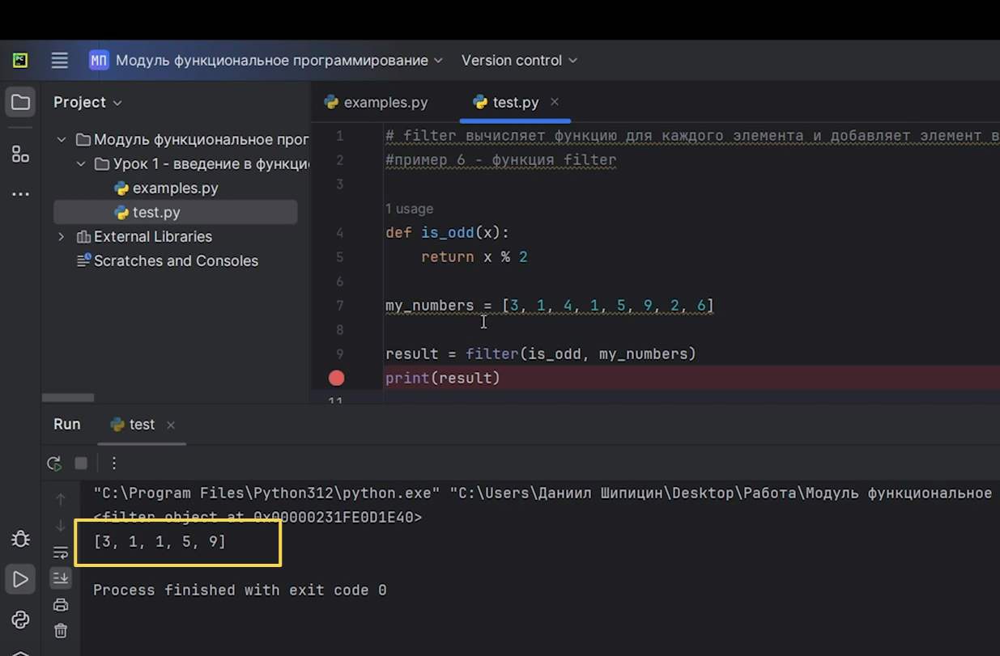 PC
МП Модуль функциональное программирование Version control
Project
Модуль функциональное прог
Урок 1 - введение в функци
examples.py
test.py
External Libraries
Scratches and Consoles
examples.py test.py
1 # filter вычисляет функцию для каждого элемента и добавляет элемент в
2 #пример 6 - функция filter
3
1 usage
4 def is_odd(x):
5 return x % 2
6
7 my_numbers = [3, 1, 4, 1, 5, 9, 2, 6]
8
9 result = filter(is_odd, my_numbers)
print(result)
11
Run test
"C:\Program Files\Python312\python.exe" "C:\Users\Даниил Шипицин\Desktop\Работа\Модуль функциональное
<filter object at 0x00000231FE0D1E40>
[3, 1, 1, 5, 9]
Process finished with exit code 0